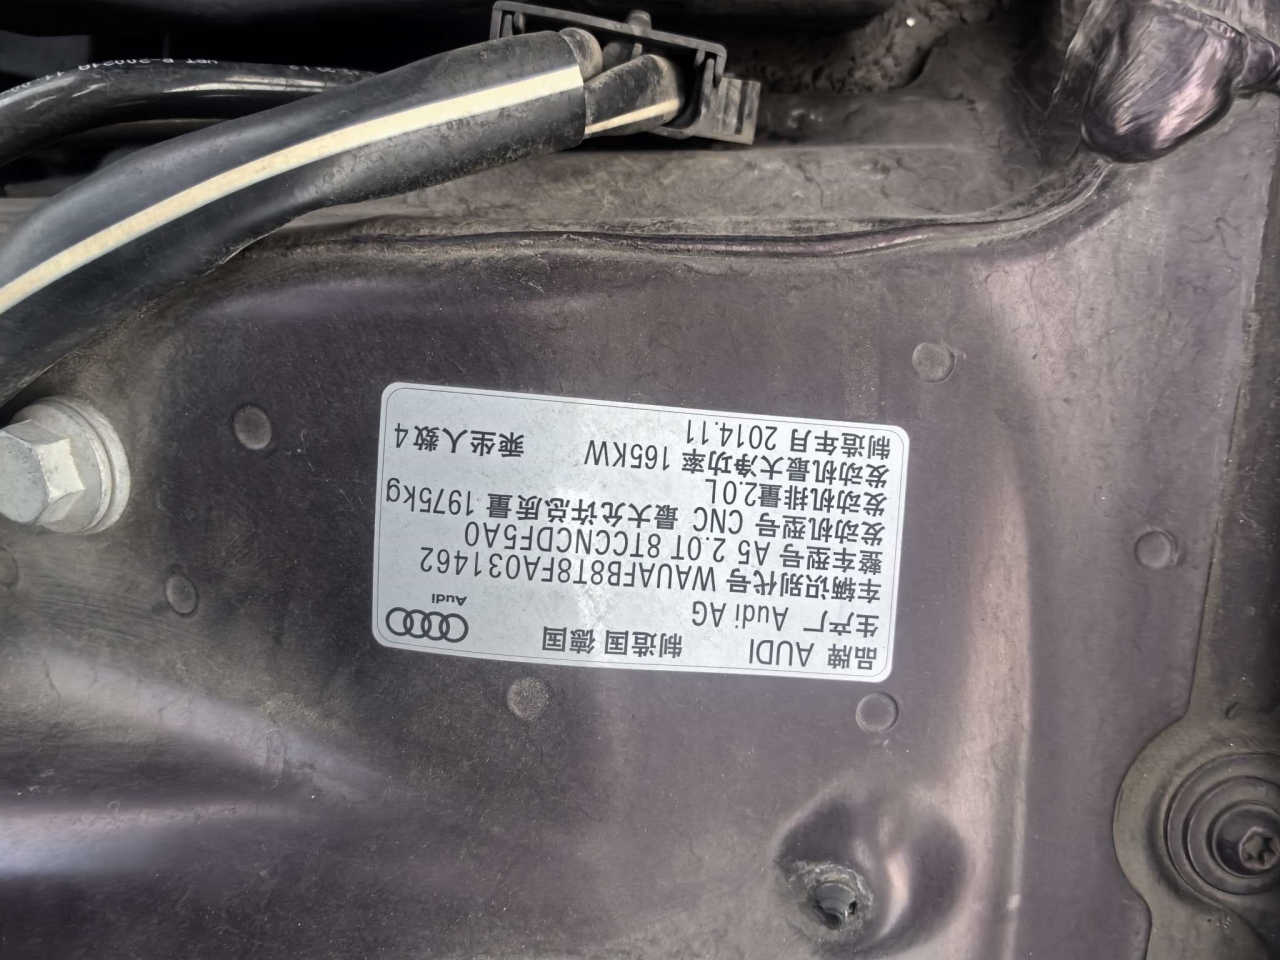 品牌 AUDI 制造国 德国
生产厂 Audi AG
Audi
车辆识别代号 WAUAFB8T8FA031462
整车型号 A5 2.0T 8TCCNCDF5A0
发动机型号 CNC 最大允许总质量 1975kg
发动机排量2.0L
发动机最大净功率 165KW 乘坐人数4
制造年月 2014.11